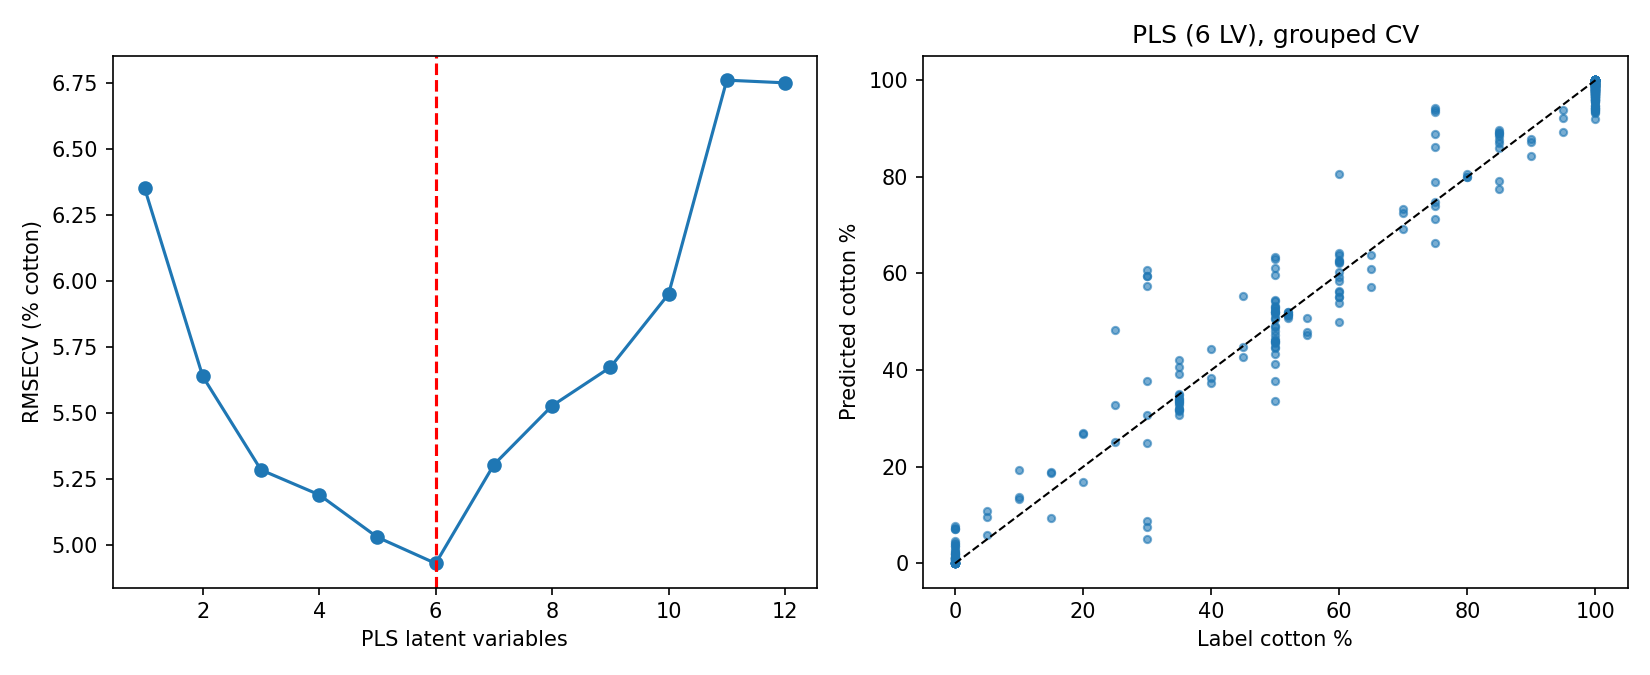 6.75
6.50
6.25
6.00
5.75
5.50
5.25
5.00
RMSECV (% cotton)
2 4 6 8 10 12
PLS latent variables
PLS (6 LV), grouped CV
100
80
60
40
20
0
Predicted cotton %
0 20 40 60 80 100
Label cotton %